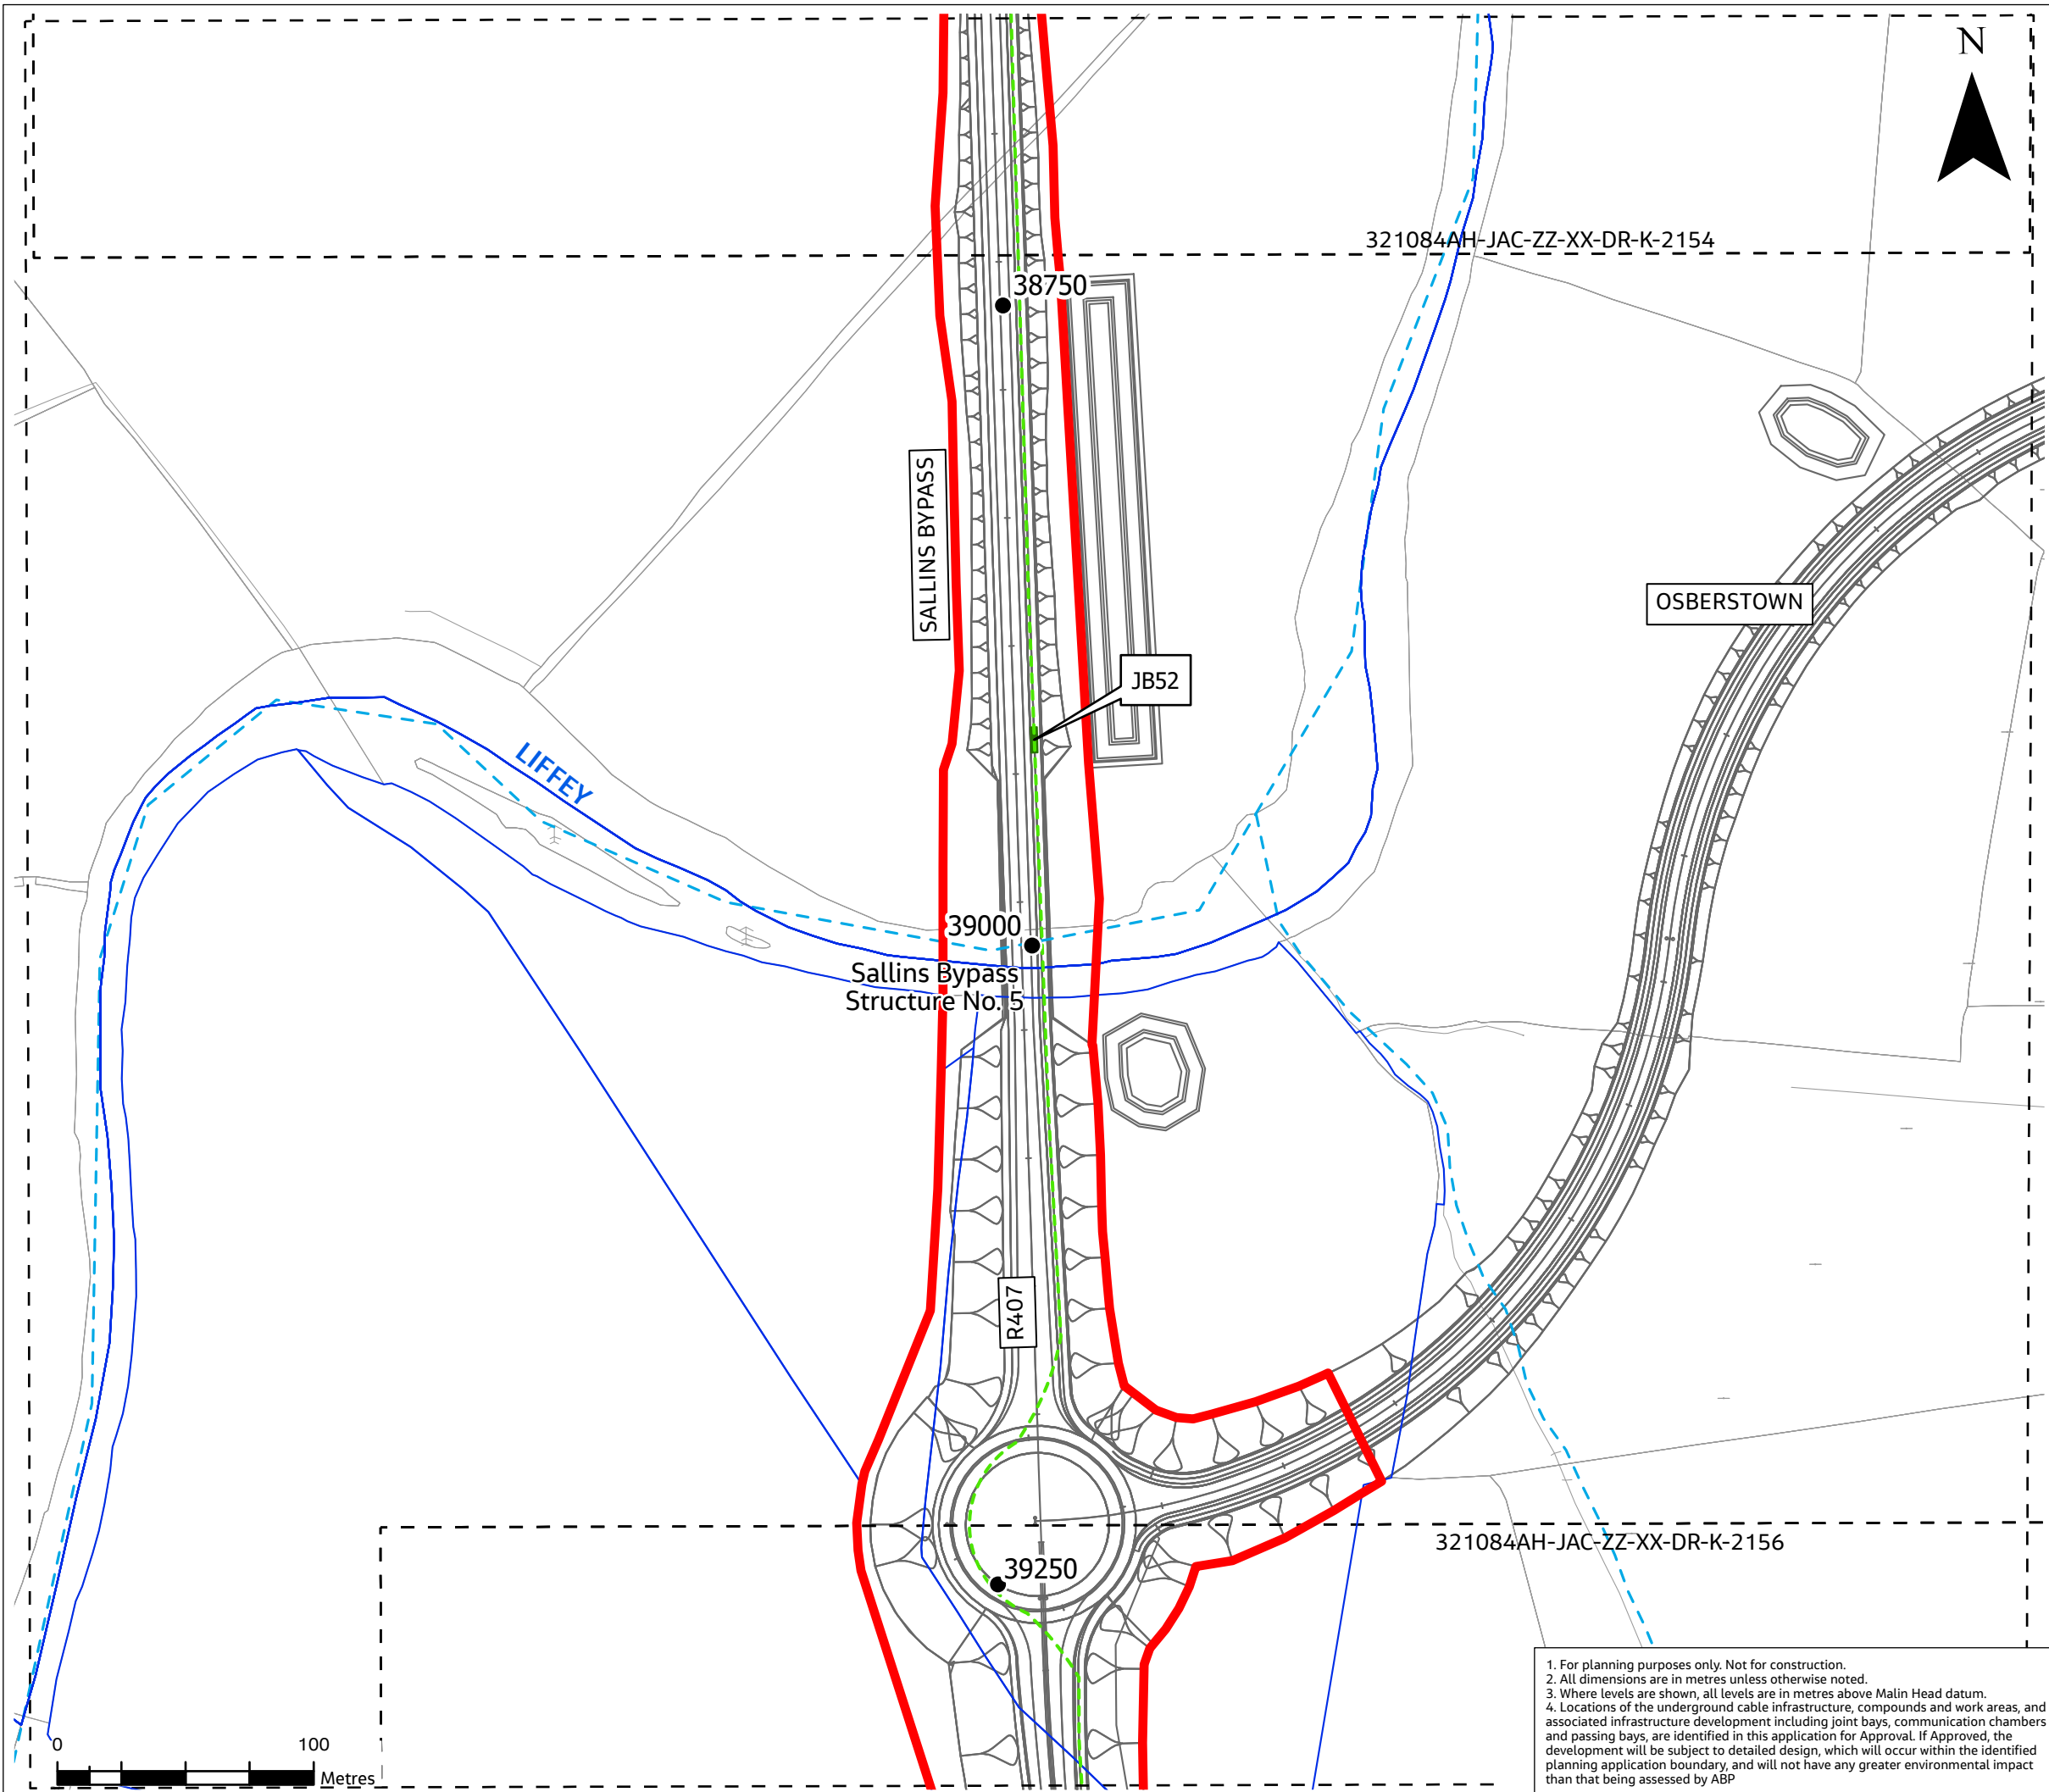 N
321084AH-JAC-ZZ-XX-DR-K-2154
38750
SALLINS BYPASS
OSBERSTOWN
JB52
LIFFEY
39000
Sallins Bypass
Structure No. 5
R407
321084AH-JAC-ZZ-XX-DR-K-2156
39250
0 100
Metres
1. For planning purposes only. Not for construction.
2. All dimensions are in metres unless otherwise noted.
3. Where levels are shown, all levels are in metres above Malin Head datum.
4. Locations of the underground cable infrastructure, compounds and work areas, and
associated infrastructure development including joint bays, communication chambers
and passing bays, are identified in this application for Approval. If Approved, the
development will be subject to detailed design, which will occur within the identified
planning application boundary, and will not have any greater environmental impact
than that being assessed by ABP